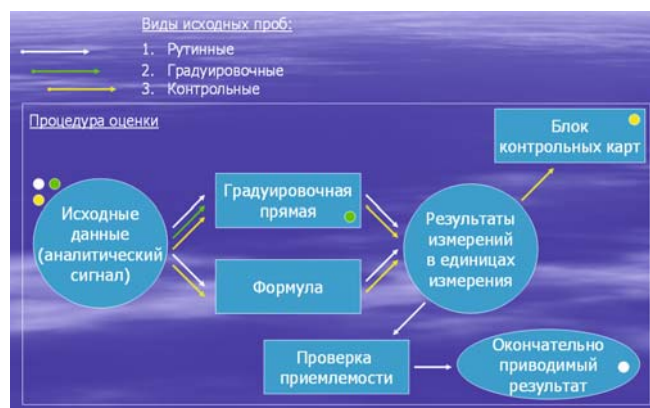 Виды исходных проб:
1. Рутинные
2. Градуировочные
3. Контрольные
Процедура оценки
Блок
контрольных карт
Исходные
данные
(аналитический
сигнал)
Градуировочная
прямая
Формула
Результаты
измерений
в единицах
измерения
Проверка
приемлемости
Окончательно
приводимый
результат